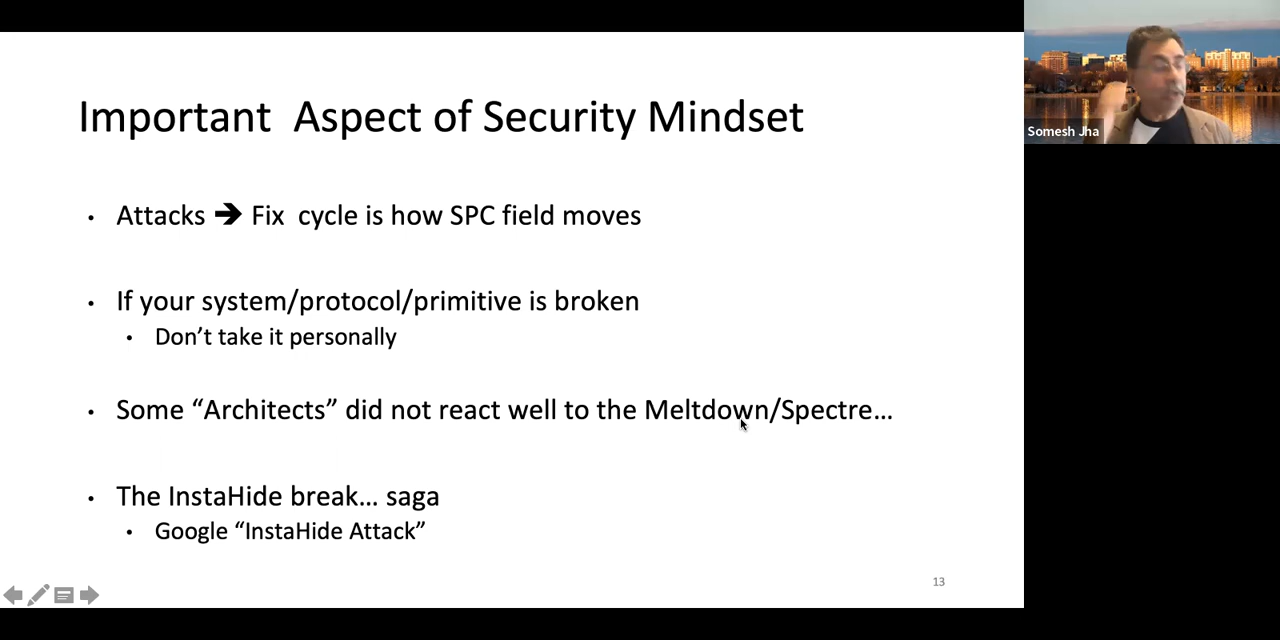 Important  Aspect of Security Mindset
• Attacks ➔ Fix  cycle is how SPC field moves
• If your system/protocol/primitive is broken
• Don’t take it personally
• Some “Architects” did not react well to the Meltdown/Spectre…
• The InstaHide break… saga
• Google “InstaHide Attack”
13
Somesh Jha